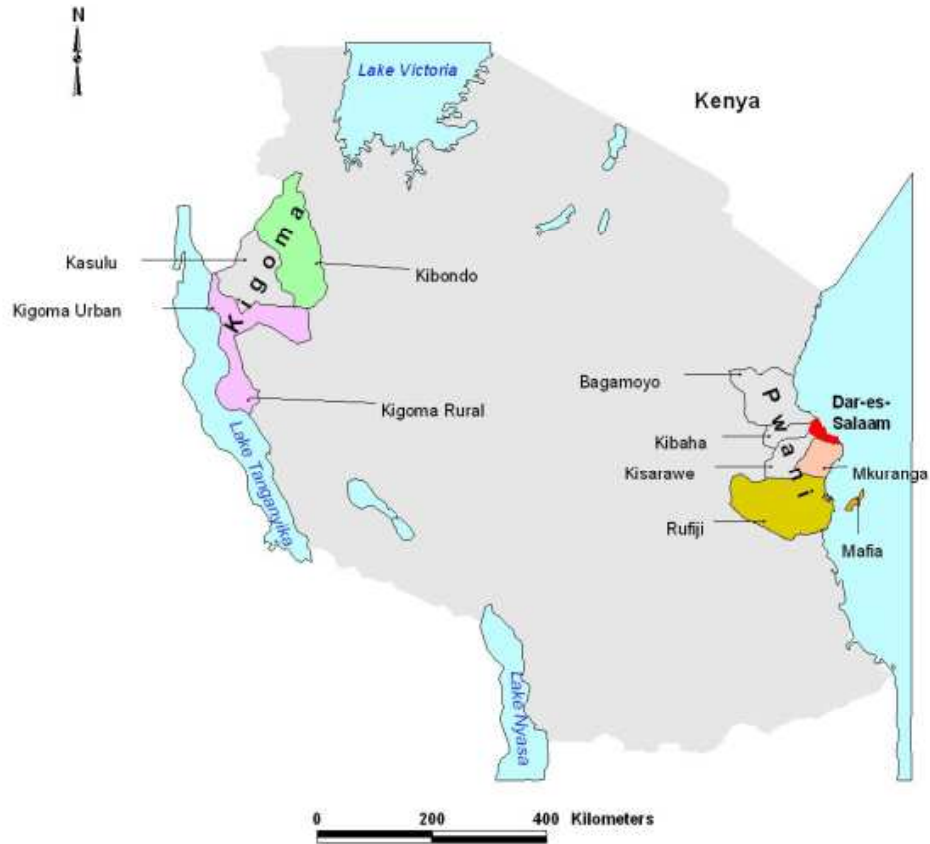 N
Lake Victoria
Kenya
Kigoma
Kasulu
Kibondo
Kigoma Urban
Kigoma Rural
Lake Tanganyika
Bagamoyo
Pwani
Dar-es-
Salaam
Kibaha
Kisarawe
Mkuranga
Rufiji
Mafia
Lake Nyasa
0 200 400 Kilometers